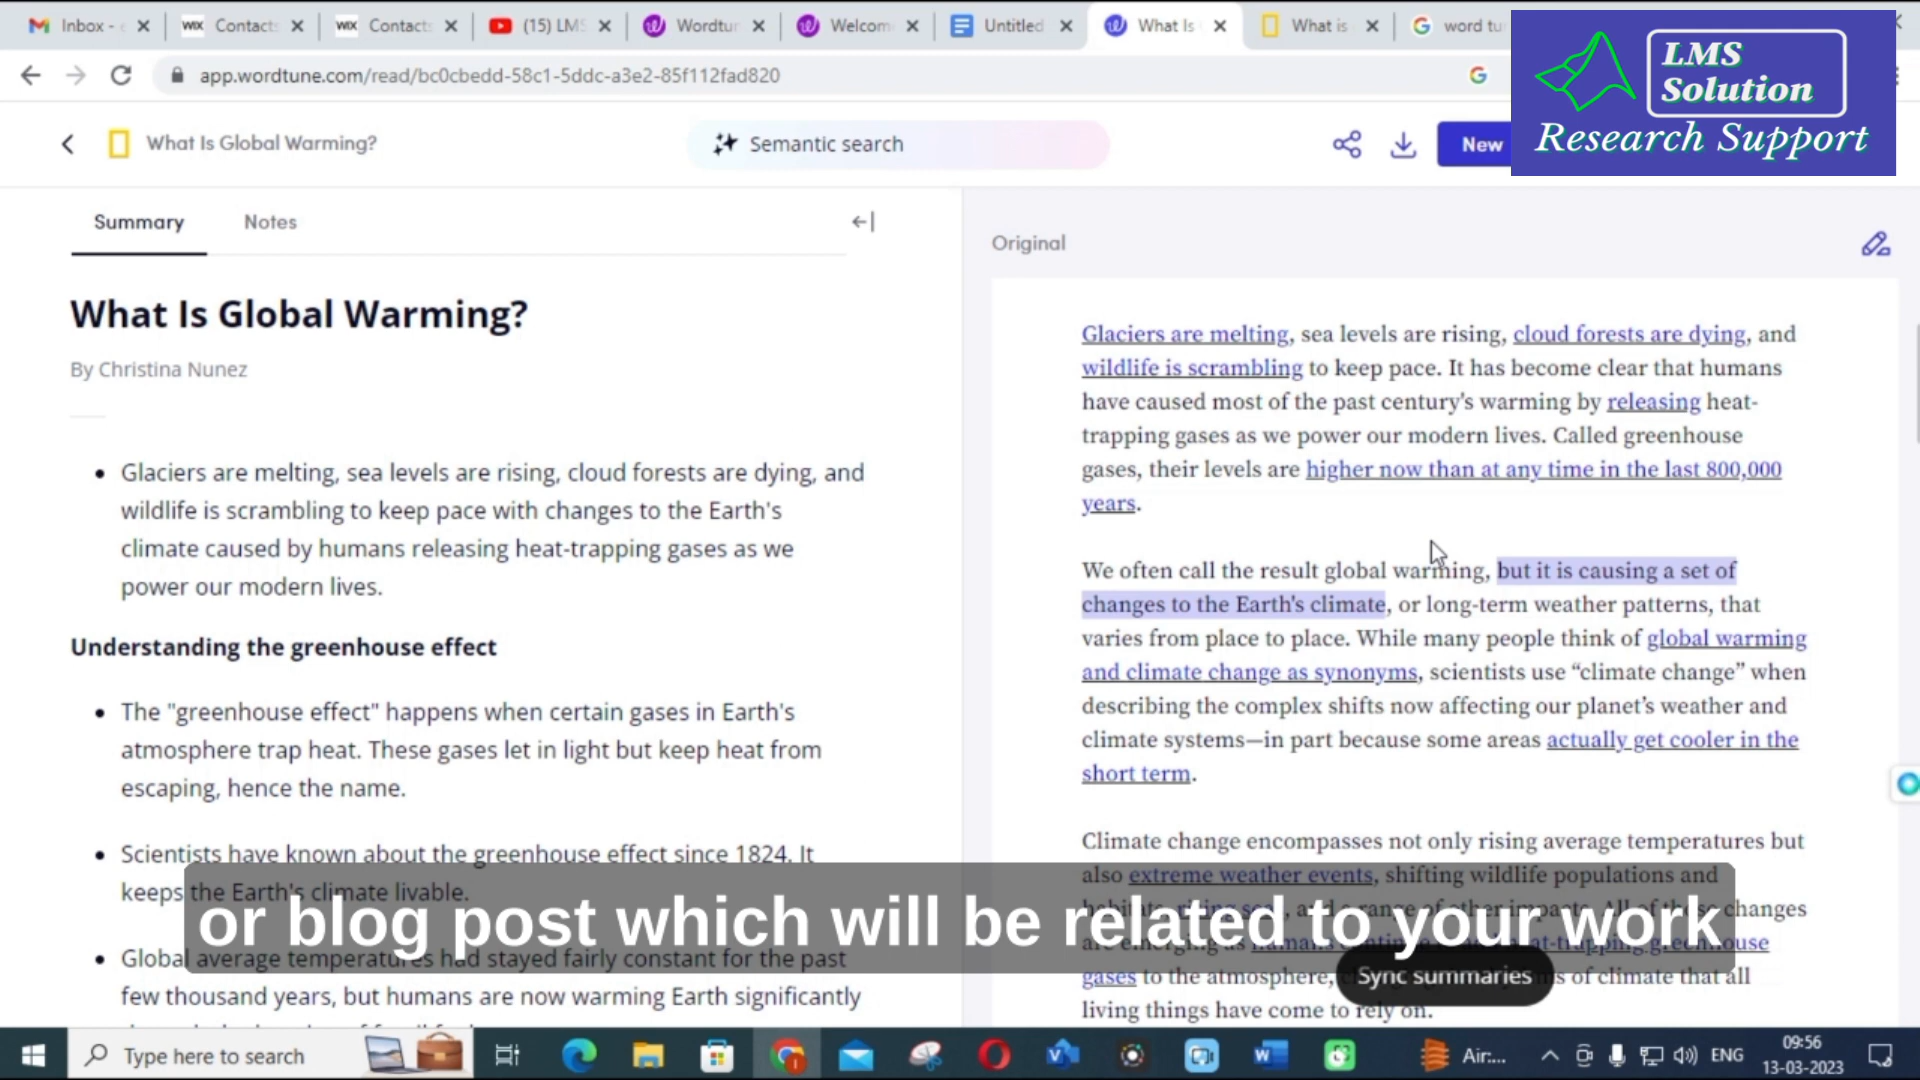 Inbox -
Contact:
Contact:
(15) LMS
Wordtur
Welcom
Untitled
What Is
What is
word tu
app.wordtune.com/read/bc0cbedd-58c1-5ddc-a3e2-85f112fad820
LMS
Solution
Research Support
What Is Global Warming?
Semantic search
New
Summary
Notes
What Is Global Warming?
By Christina Nunez
• Glaciers are melting, sea levels are rising, cloud forests are dying, and
wildlife is scrambling to keep pace with changes to the Earth's
climate caused by humans releasing heat-trapping gases as we
power our modern lives.
Understanding the greenhouse effect
• The "greenhouse effect" happens when certain gases in Earth's
atmosphere trap heat. These gases let in light but keep heat from
escaping, hence the name.
• Scientists have known about the greenhouse effect since 1824. It
keeps the Earth's climate livable.
• Global average temperatures had stayed fairly constant for the past
few thousand years, but humans are now warming Earth significantly
Original
Glaciers are melting, sea levels are rising, cloud forests are dying, and
wildlife is scrambling to keep pace. It has become clear that humans
have caused most of the past century's warming by releasing heat-
trapping gases as we power our modern lives. Called greenhouse
gases, their levels are higher now than at any time in the last 800,000
years.
We often call the result global warming, but it is causing a set of
changes to the Earth's climate, or long-term weather patterns, that
varies from place to place. While many people think of global warming
and climate change as synonyms, scientists use “climate change” when
describing the complex shifts now affecting our planet’s weather and
climate systems—in part because some areas actually get cooler in the
short term.
Climate change encompasses not only rising average temperatures but
also extreme weather events, shifting wildlife populations and
changes
gases to the atmosphere, s of climate that all
living things have come to rely on.
or blog post which will be related to your work
Sync summaries
Type here to search
Air:...
ENG
09:56
13-03-2023